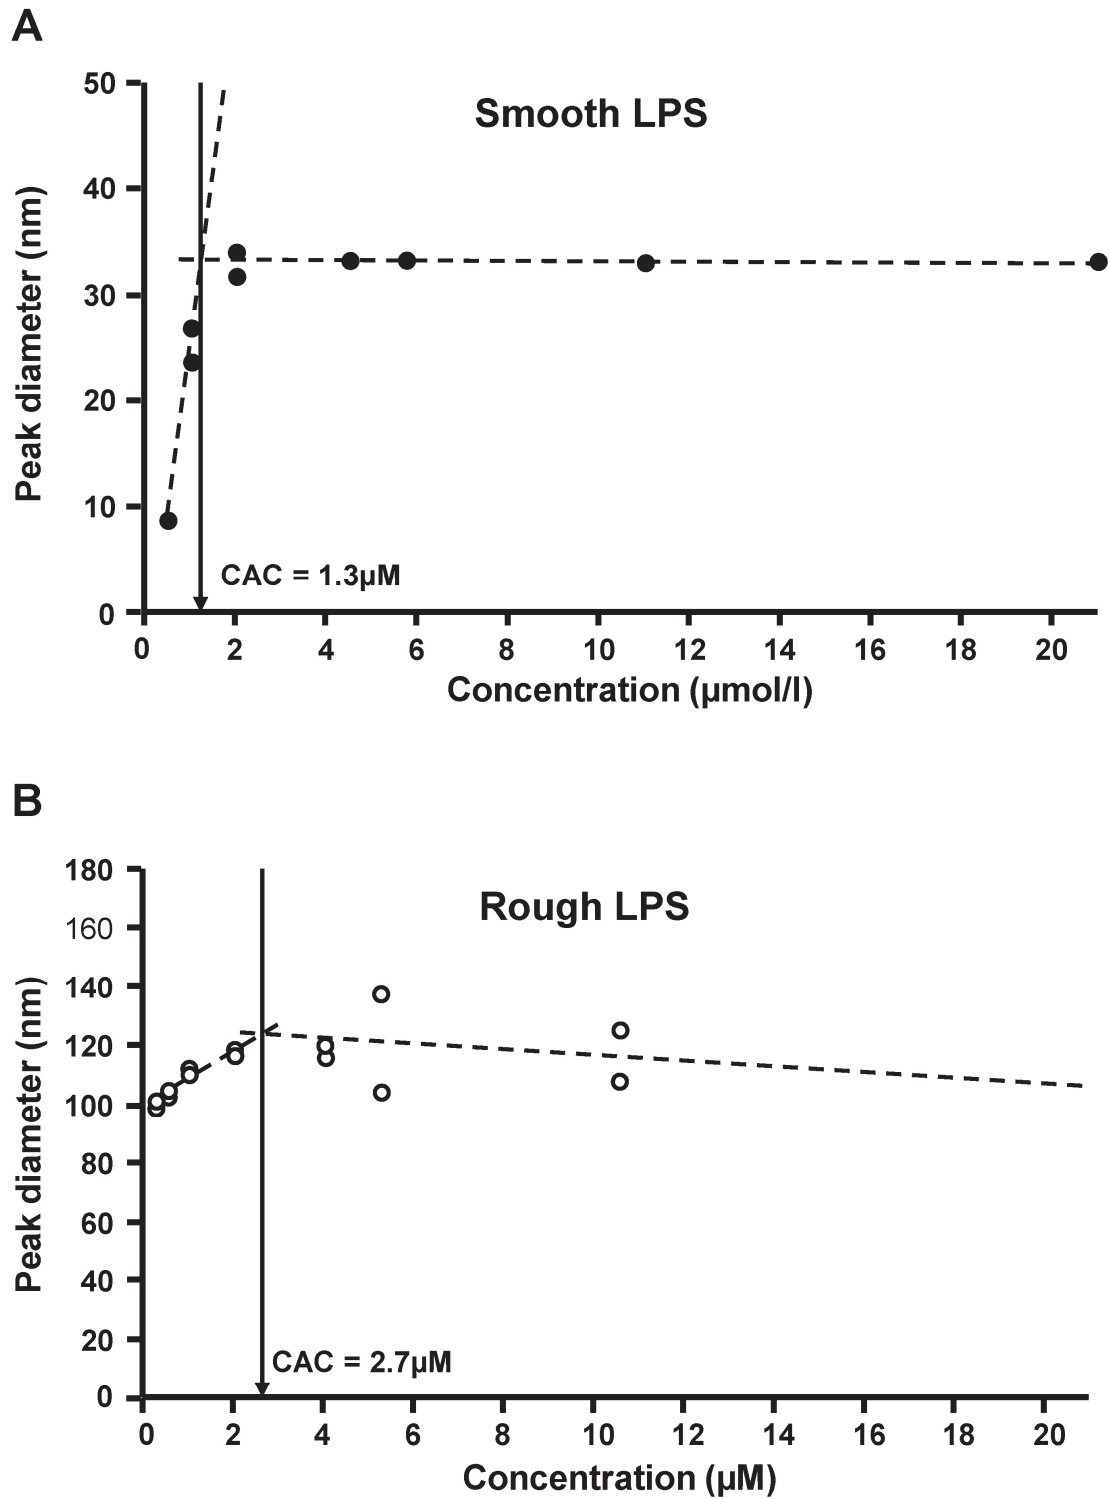 A
Smooth LPS
Peak diameter (nm)
50
40
30
20
10
0
CAC = 1.3µM
0 2 4 6 8 10 12 14 16 18 20
Concentration (µmol/l)
B
Rough LPS
Peak diameter (nm)
180
160
140
120
100
80
60
40
20
0
CAC = 2.7µM
0 2 4 6 8 10 12 14 16 18 20
Concentration (µM)